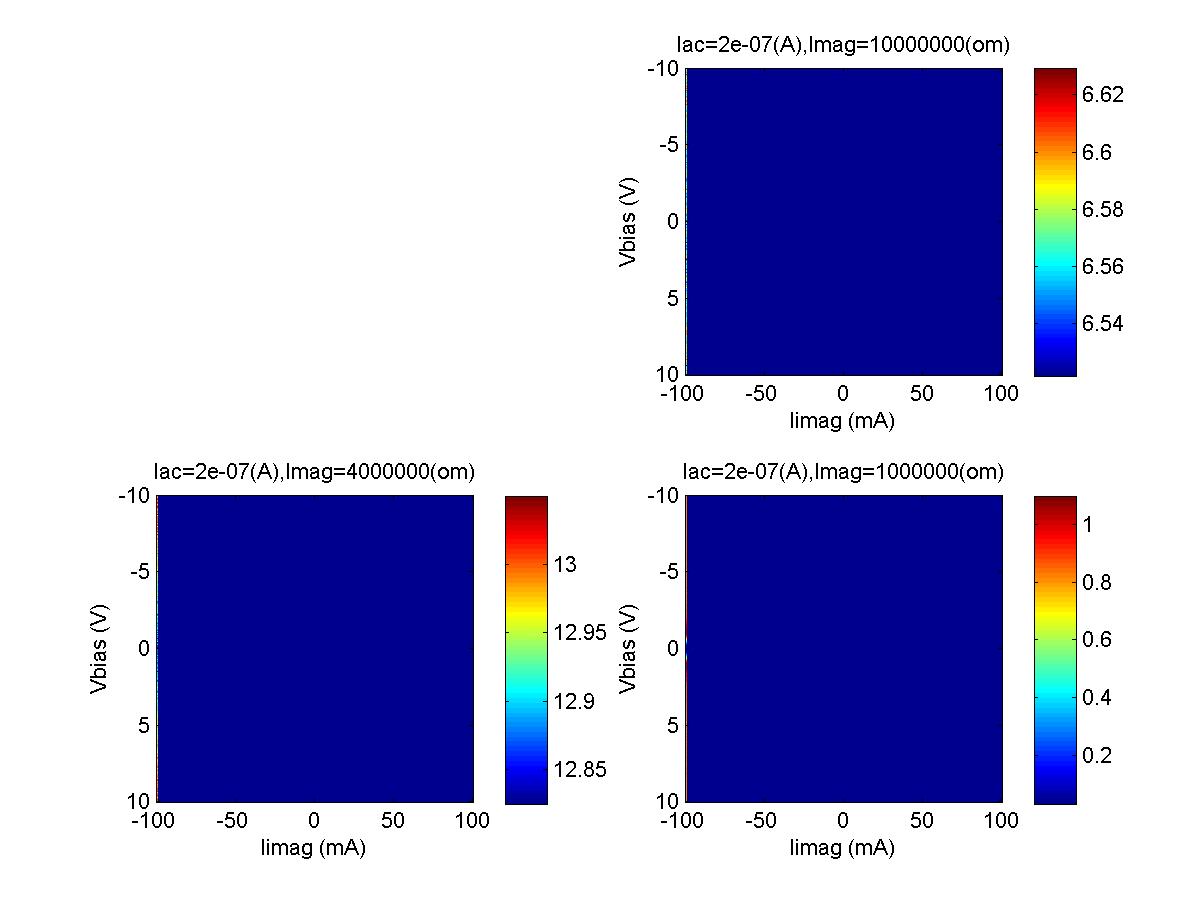 Iac=2e-07(A),Imag=10000000(om)
-10
-5
0
5
10
-100 -50 0 50 100
Vbias (V)
Iimag (mA)
6.62
6.6
6.58
6.56
6.54
Iac=2e-07(A),Imag=4000000(om)
-10
-5
0
5
10
-100 -50 0 50 100
Vbias (V)
Iimag (mA)
13
12.95
12.9
12.85
Iac=2e-07(A),Imag=1000000(om)
-10
-5
0
5
10
-100 -50 0 50 100
Vbias (V)
Iimag (mA)
1
0.8
0.6
0.4
0.2